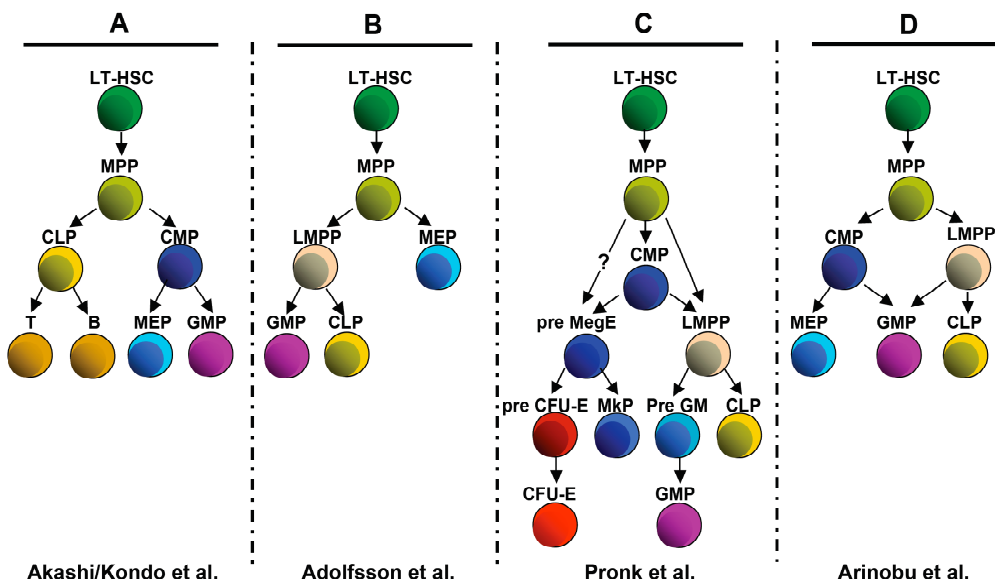 A
B
C
D
LT-HSC
MPP
CLP
CMP
T
B
MEP
GMP
Akashi/Kondo et al.
LT-HSC
MPP
LMPP
MEP
GMP
CLP
Adolfsson et al.
LT-HSC
MPP
?
CMP
pre MegE
LMPP
pre CFU-E
MkP
Pre GM
CLP
CFU-E
GMP
Pronk et al.
LT-HSC
MPP
CMP
LMPP
MEP
GMP
CLP
Arinobu et al.